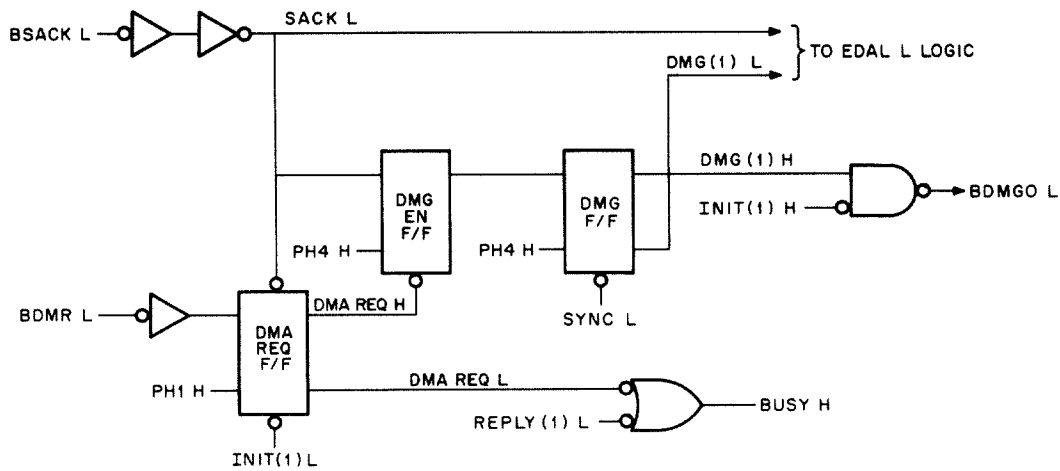 SACK L
BSACK L
TO EDAL L LOGIC
DMG(1) L
DMG(1) H
DMG
EN
F/F
DMG
F/F
BDMGO L
INIT(1) H
PH4 H
PH4 H
BDMR L
DMA REQ H
SYNC L
DMA
REQ
F/F
DMA REQ L
PH1 H
BUSY H
REPLY(1) L
INIT(1) L